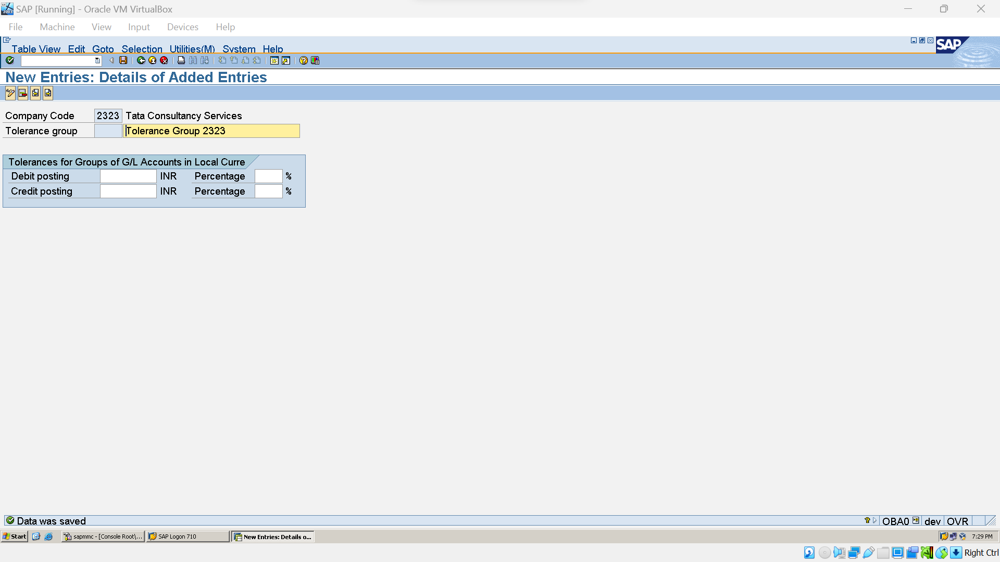 SAP [Running] - Oracle VM VirtualBox
File Machine View Input Devices Help
Table View Edit Goto Selection Utilities(M) System Help
SAP
New Entries: Details of Added Entries
Company Code 2323 Tata Consultancy Services
Tolerance group Tolerance Group 2323
Tolerances for Groups of G/L Accounts in Local Curre
Debit posting INR Percentage %
Credit posting INR Percentage %
Data was saved OBA0 dev OVR
Start sapmmc - [Console Root\... SAP Logon 710 New Entries: Details o... 7:29 PM
Right Ctrl